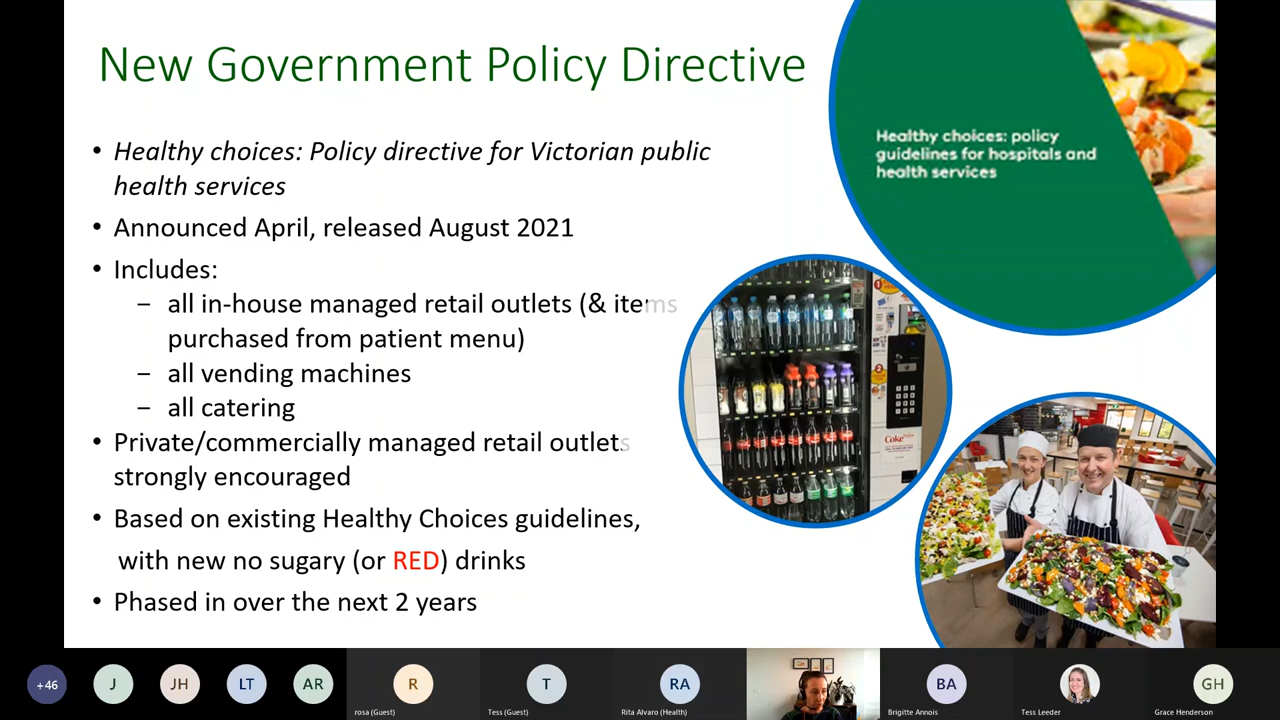 New Government Policy Directive
• Healthy choices: Policy directive for Victorian public
health services
• Announced April, released August 2021
• Includes:
– all in-house managed retail outlets (& items
purchased from patient menu)
– all vending machines
– all catering
• Private/commercially managed retail outlets
strongly encouraged
• Based on existing Healthy Choices guidelines,
with new no sugary (or RED) drinks
• Phased in over the next 2 years
Healthy choices: policy
guidelines for hospitals and
health services
1
2
Coke
+46
J
JH
LT
AR
R
rosa (Guest)
T
Tess (Guest)
RA
Rita Alvaro (Health)
BA
Brigitte Annois
Tess Leeder
GH
Grace Henderson